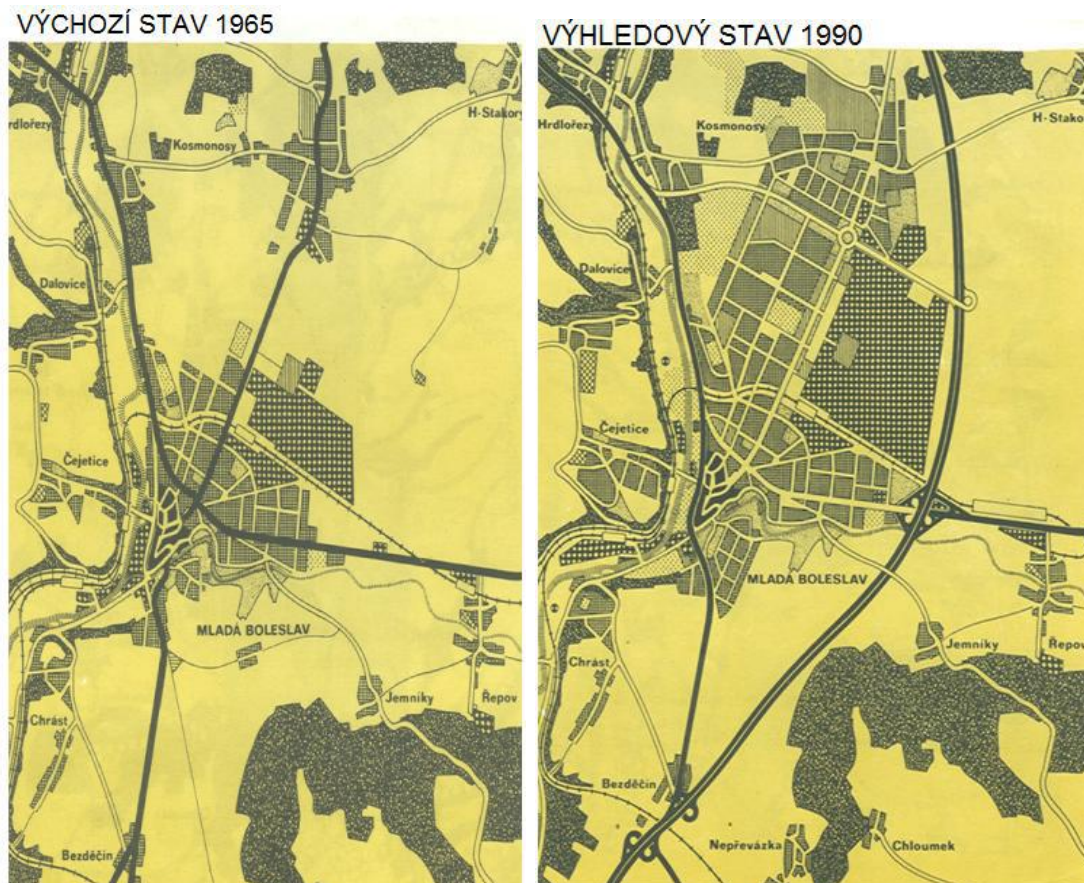 VÝCHOZÍ STAV 1965
Hrdlořezy
Kosmonosy
H-Stakory
Dalovice
Čejetice
MLADÁ BOLESLAV
Jemníky
Řepov
Chrást
Bezděčín
VÝHLEDOVÝ STAV 1990
Hrdlořezy
Kosmonosy
H-Stakory
Dalovice
Čejetice
MLADÁ BOLESLAV
Jemníky
Řepov
Chrást
Bezděčín
Nepřevázka
Chloumek